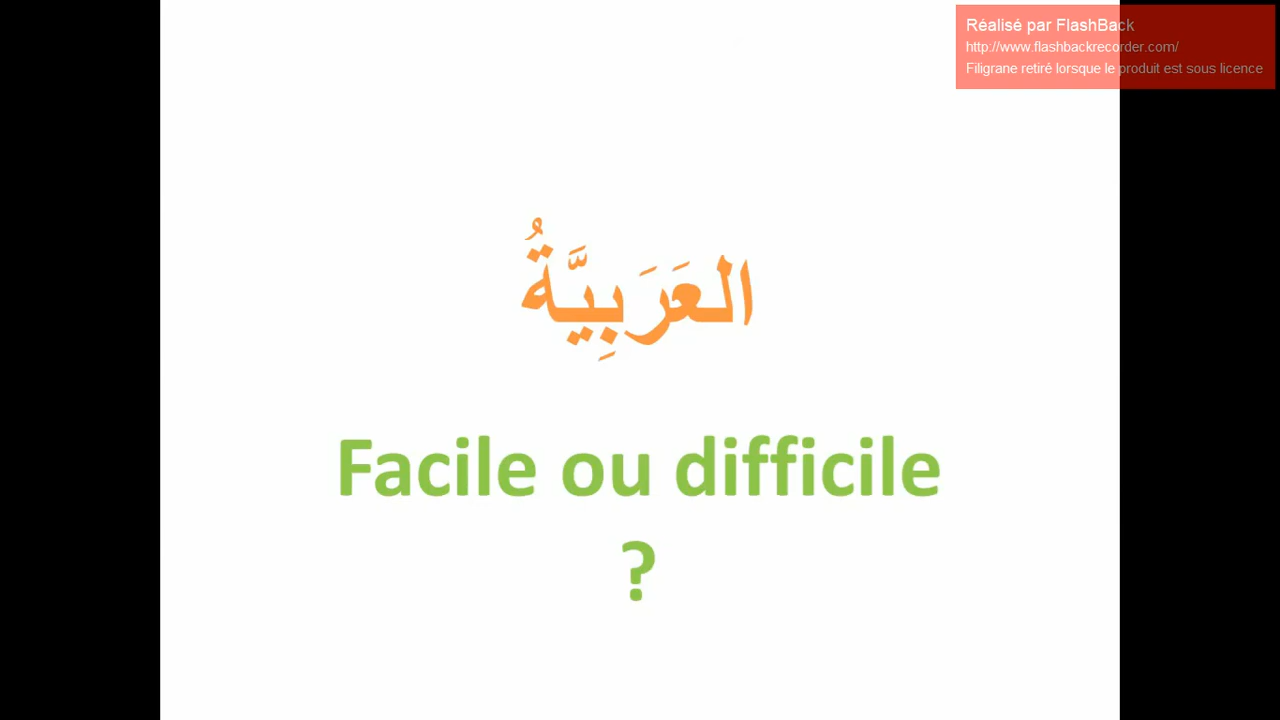 Réalisé par FlashBack
http://www.flashbackrecorder.com/
Filigrane retiré lorsque le produit est sous licence
العَرَبِيَّةُ
Facile ou difficile
?